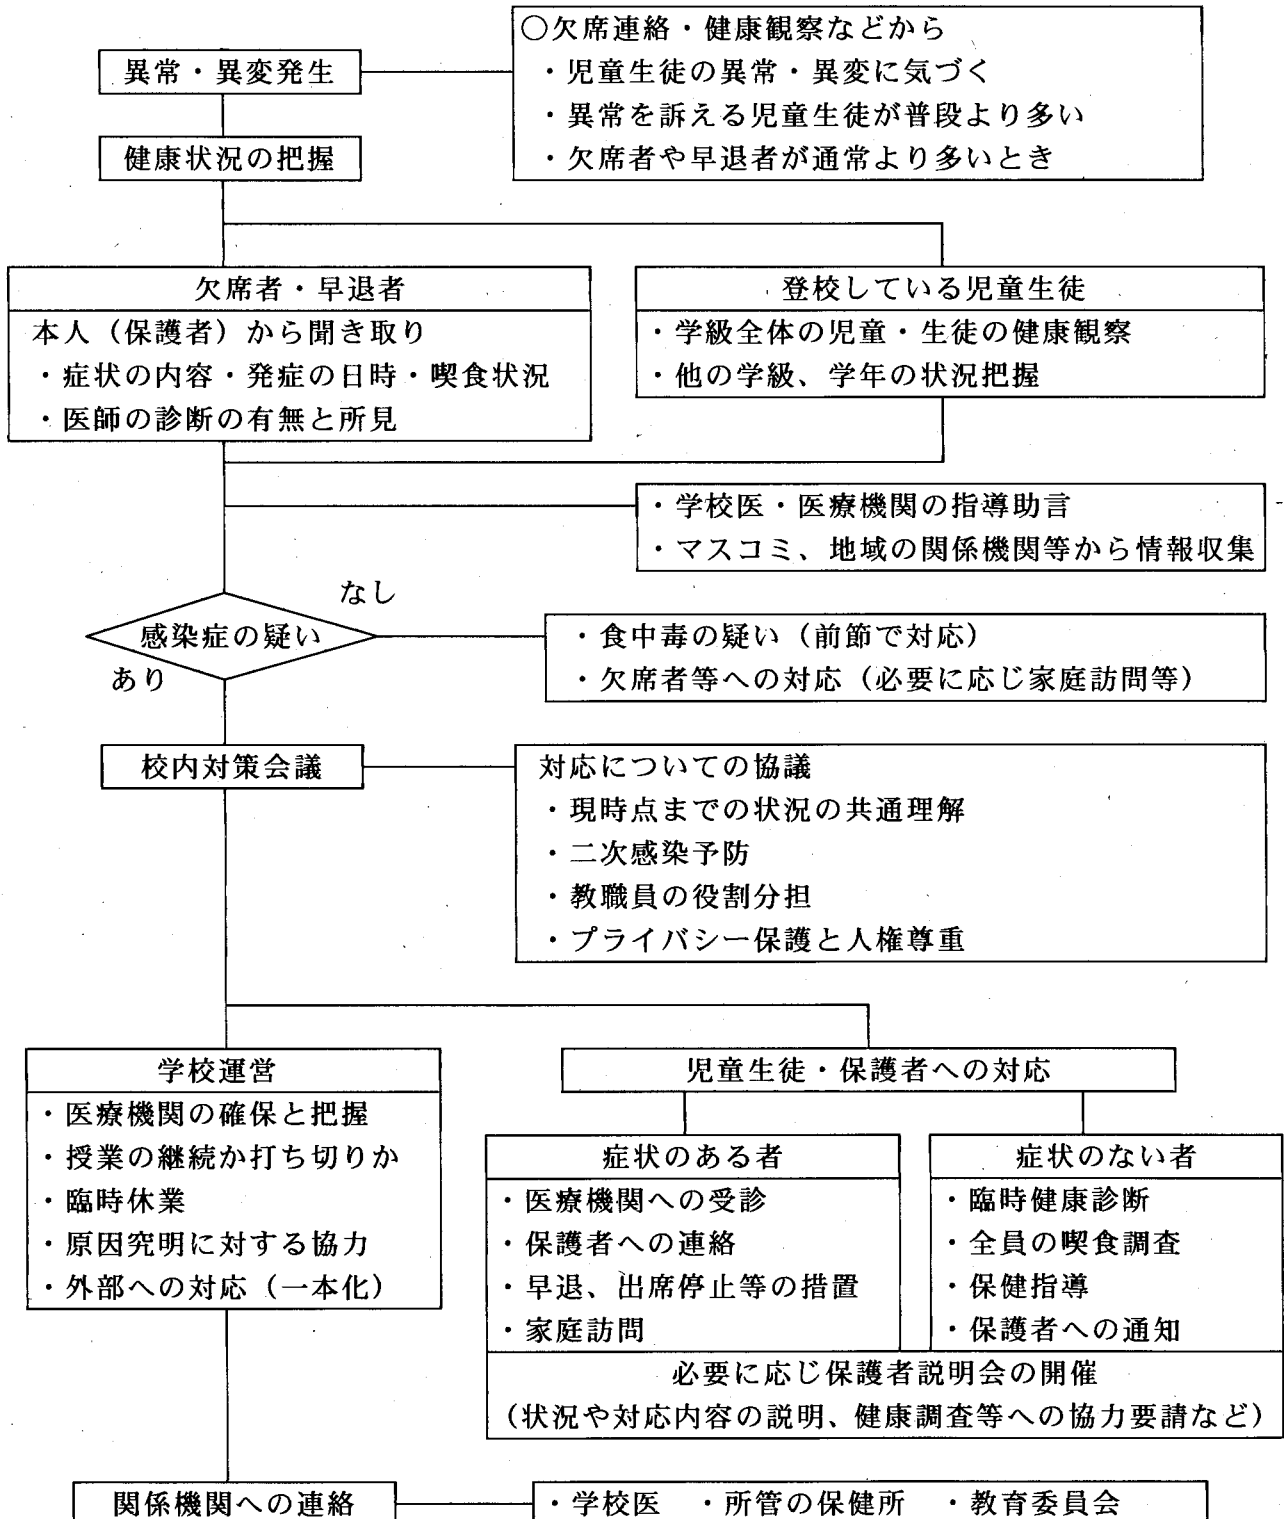 ○欠席連絡・健康観察などから
異常・異変発生
・児童生徒の異常・異変に気づく
・異常を訴える児童生徒が普段より多い
健康状況の把握
・欠席者や早退者が通常より多いとき
欠席者・早退者
本人（保護者）から聞き取り
・症状の内容・発症の日時・喫食状況
・医師の診断の有無と所見
登校している児童生徒
・学級全体の児童・生徒の健康観察
・他の学級、学年の状況把握
・学校医・医療機関の指導助言
・マスコミ、地域の関係機関等から情報収集
なし
感染症の疑い
あり
・食中毒の疑い（前節で対応）
・欠席者等への対応（必要に応じ家庭訪問等）
校内対策会議
対応についての協議
・現時点までの状況の共通理解
・二次感染予防
・教職員の役割分担
・プライバシー保護と人権尊重
学校運営
・医療機関の確保と把握
・授業の継続か打ち切りか
・臨時休業
・原因究明に対する協力
・外部への対応（一本化）
児童生徒・保護者への対応
症状のある者
・医療機関への受診
・保護者への連絡
・早退、出席停止等の措置
・家庭訪問
症状のない者
・臨時健康診断
・全員の喫食調査
・保健指導
・保護者への通知
必要に応じ保護者説明会の開催
（状況や対応内容の説明、健康調査等への協力要請など）
関係機関への連絡
・学校医　・所管の保健所　・教育委員会